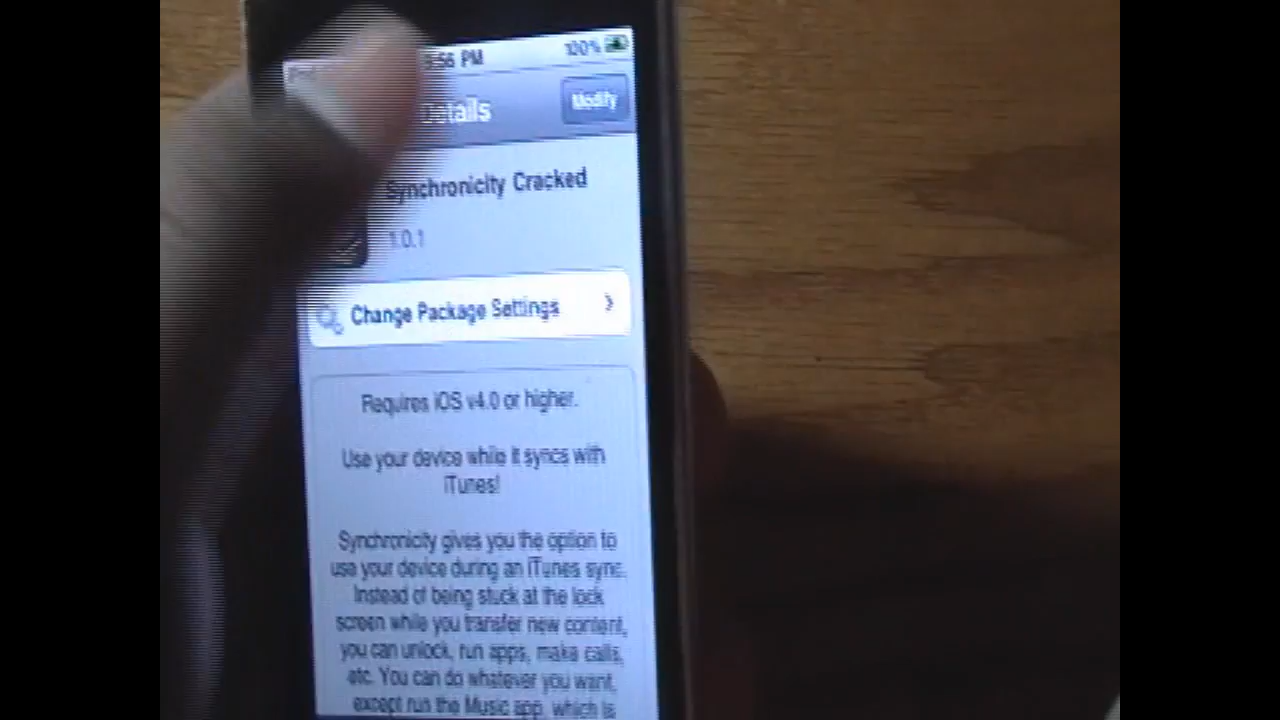 :56 PM 100%
Details Modify
Synchronicity Cracked
1.0.1
Change Package Settings
Requires iOS v4.0 or higher.
Use your device while it syncs with
iTunes!
Synchronicity gives you the option to
use your device during an iTunes sync.
Instead of being stuck at the lock
screen while you transfer new content,
you can unlock, run apps, make calls,
etc. You can do whatever you want,
except run the Music app, which is